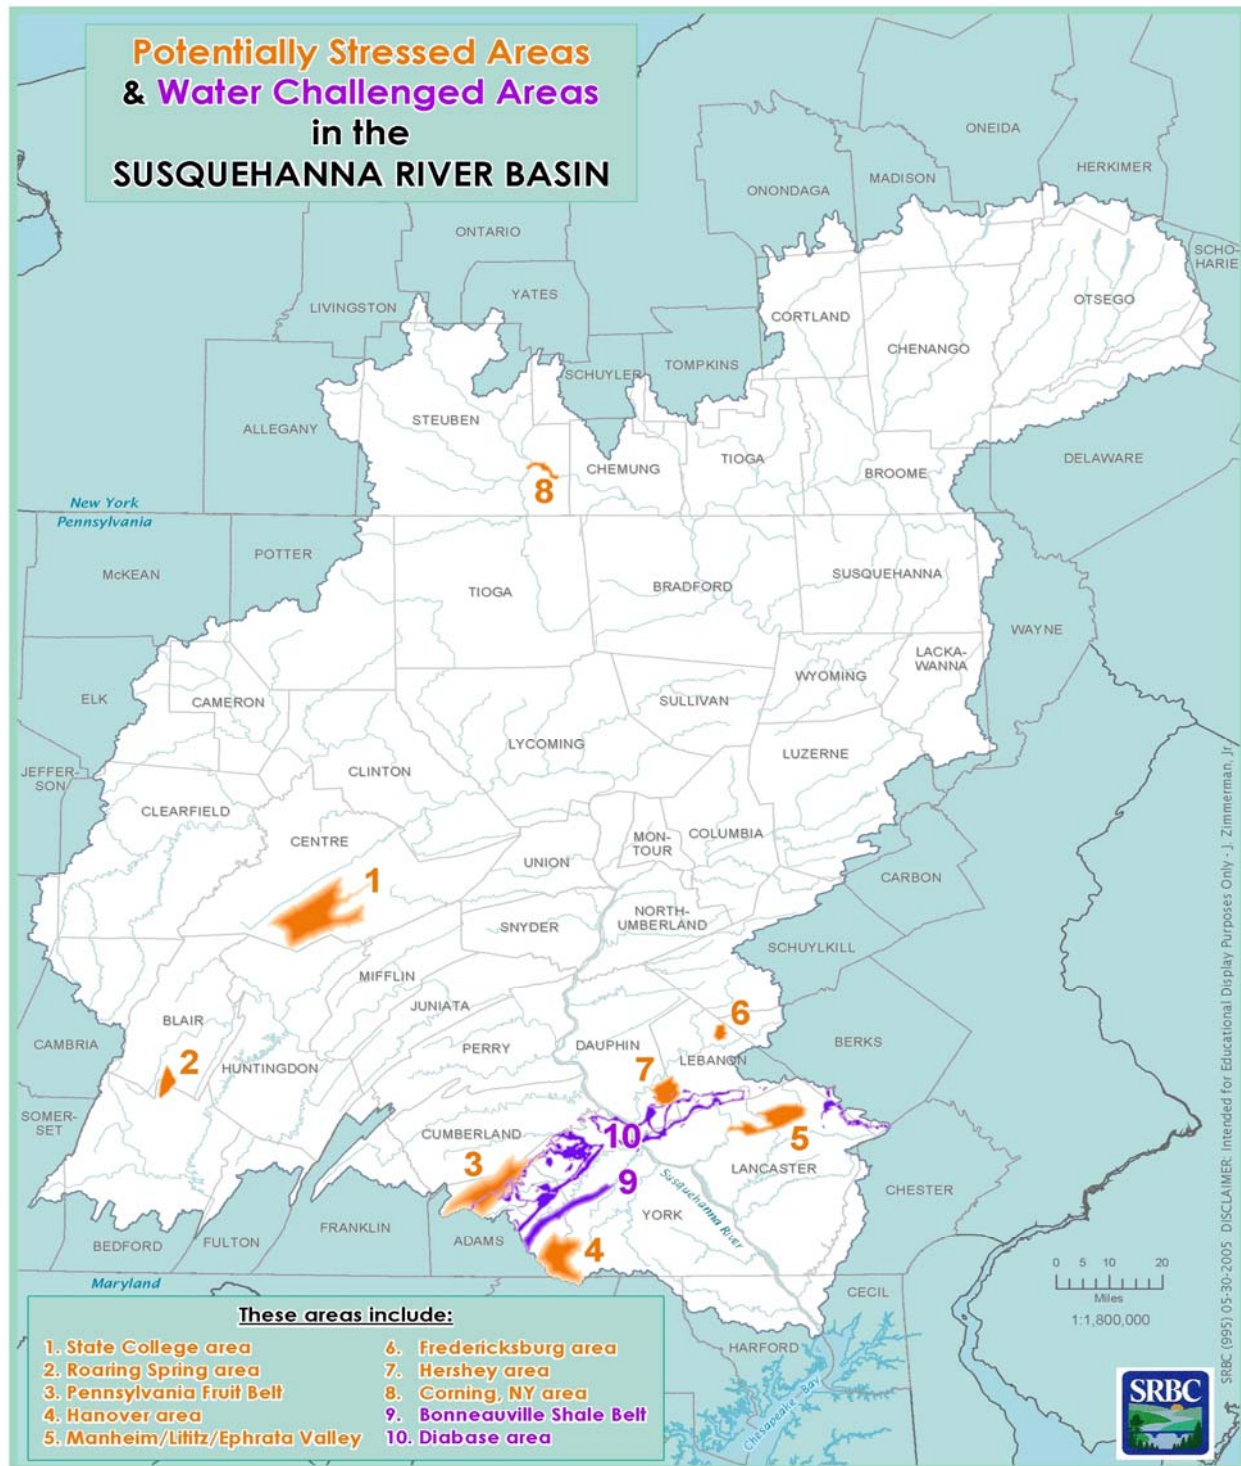 Potentially Stressed Areas
& Water Challenged Areas
in the
SUSQUEHANNA RIVER BASIN
ONEIDA
HERKIMER
MADISON
ONONDAGA
ONTARIO
SCHO-
HARIE
YATES
LIVINGSTON
OTSEGO
CORTLAND
CHENANGO
TOMPKINS
SCHUYLER
STEUBEN
ALLEGANY
DELAWARE
TIOGA
CHEMUNG
BROOME
8
New York
Pennsylvania
POTTER
McKEAN
SUSQUEHANNA
BRADFORD
TIOGA
WAYNE
LACKA-
WANNA
WYOMING
ELK
CAMERON
SULLIVAN
LYCOMING
LUZERNE
JEFFER-
SON
CLINTON
CLEARFIELD
CENTRE
MON-
TOUR
COLUMBIA
UNION
1
CARBON
NORTH-
UMBERLAND
SNYDER
SCHUYLKILL
MIFFLIN
JUNIATA
6
BLAIR
CAMBRIA
DAUPHIN
BERKS
PERRY
LEBANON
2
HUNTINGDON
7
SOMER-
SET
CUMBERLAND
10
5
3
LANCASTER
9
CHESTER
Susquehanna River
YORK
FRANKLIN
ADAMS
BEDFORD
FULTON
4
Maryland
0 5 10 20
Miles
1:1,800,000
CECIL
HARFORD
Chesapeake Bay
These areas include:
1. State College area
2. Roaring Spring area
3. Pennsylvania Fruit Belt
4. Hanover area
5. Manheim/Lititz/Ephrata Valley
6. Fredericksburg area
7. Hershey area
8. Corning, NY area
9. Bonneauville Shale Belt
10. Diabase area
SRBC
SRBC (995) 05-30-2005 DISCLAIMER: Intended for Educational Display Purposes Only - J. Zimmerman, Jr.